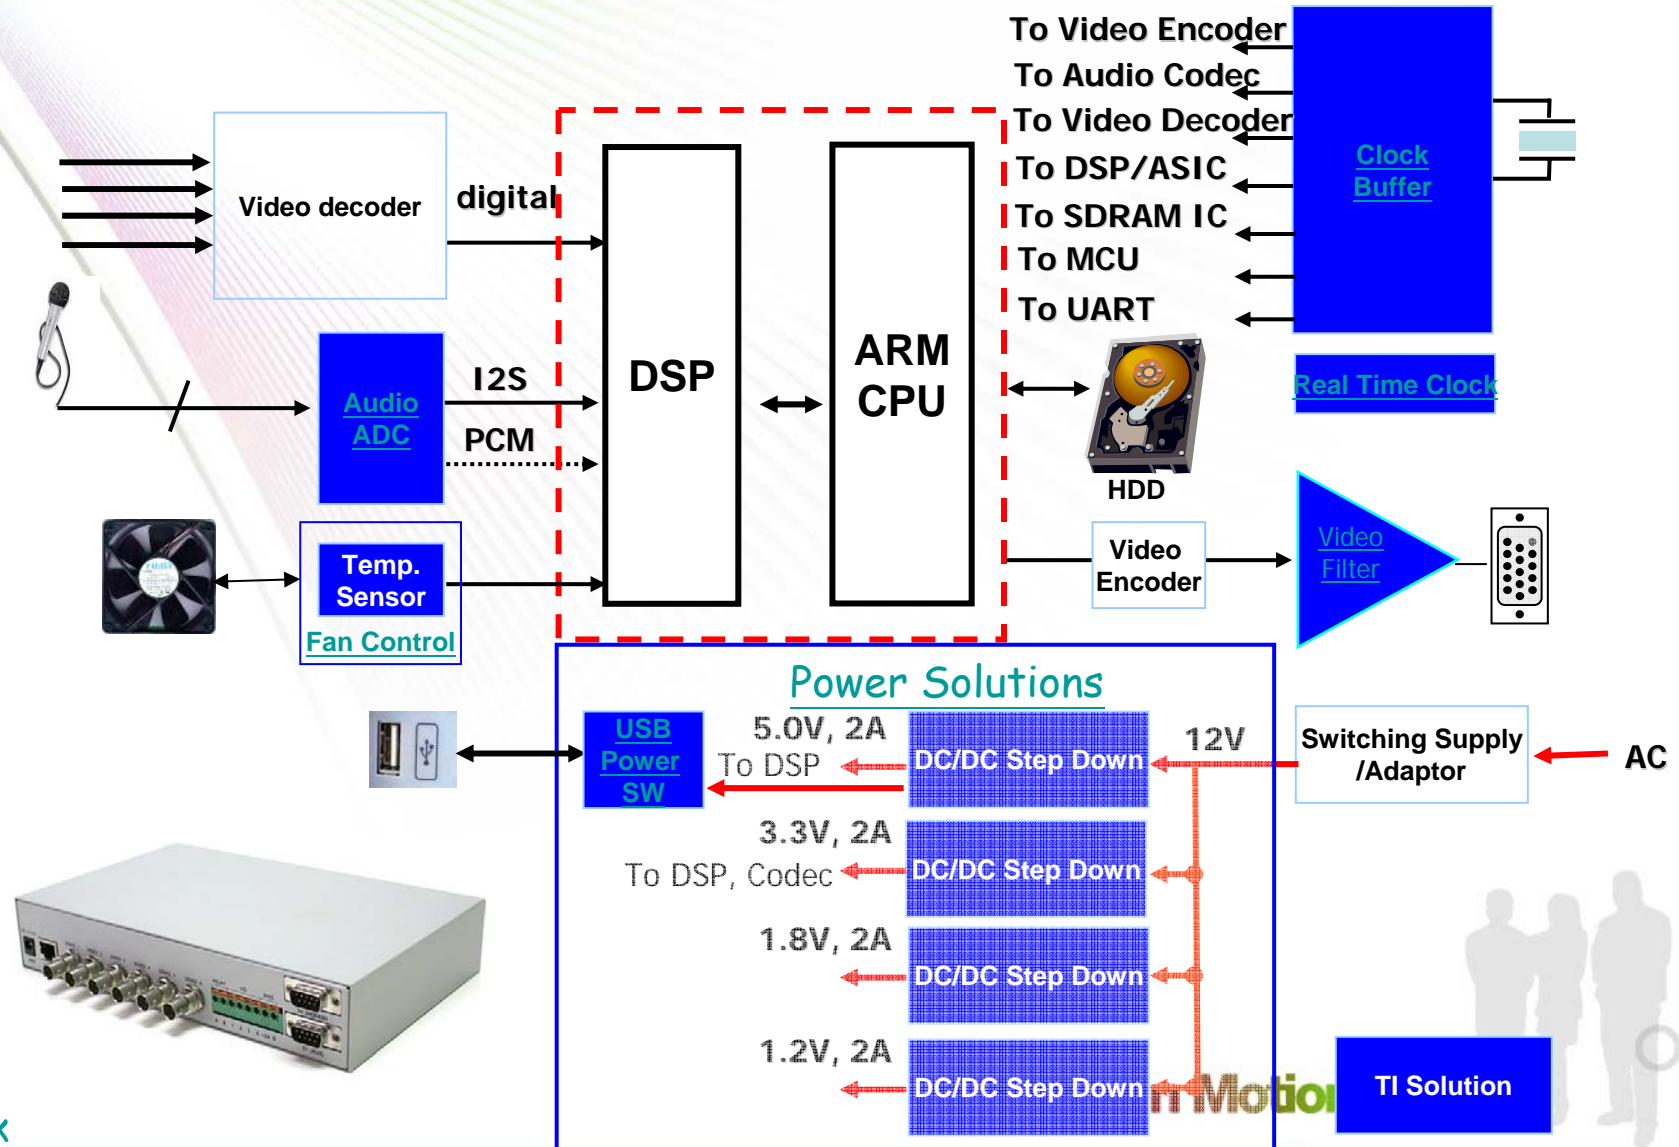 To Video Encoder
To Audio Codec
To Video Decoder
To DSP/ASIC
To SDRAM IC
To MCU
To UART
Clock
Buffer
Real Time Clock
Video decoder
digital
Audio
ADC
I2S
PCM
DSP
ARM
CPU
HDD
Temp.
Sensor
Fan Control
Video
Encoder
Video
Filter
Power Solutions
USB
Power
SW
5.0V, 2A
To DSP
DC/DC Step Down
12V
Switching Supply
/Adaptor
AC
3.3V, 2A
To DSP, Codec
DC/DC Step Down
1.8V, 2A
DC/DC Step Down
1.2V, 2A
DC/DC Step Down
TI Solution